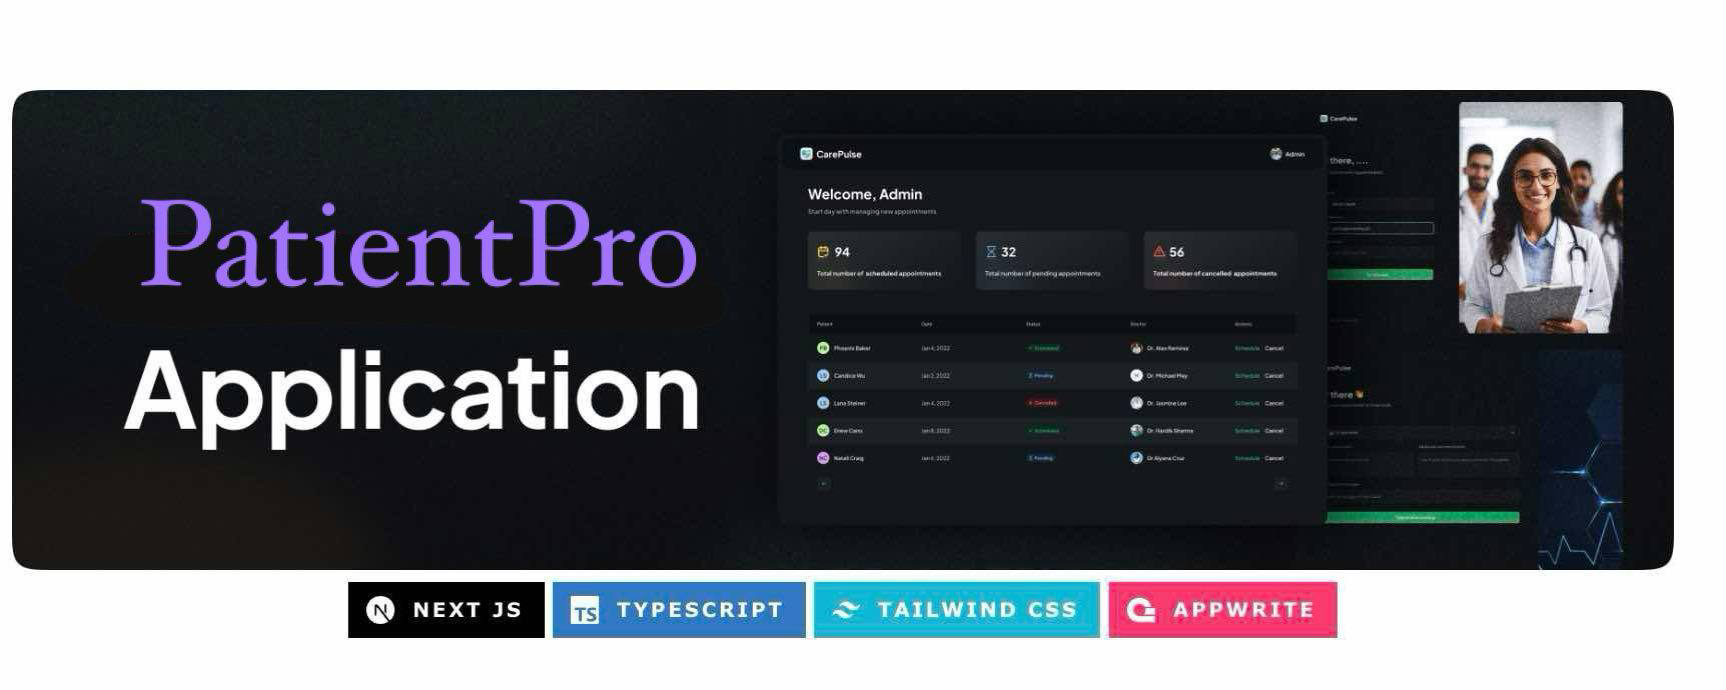 PatientPro
Application
CarePulse
Admin
Welcome, Admin
Start day with managing new appointments
94
Total number of scheduled appointments
32
Total number of pending appointments
56
Total number of cancelled appointments
Patient Date Status Doctor Actions
PB Phoenix Baker Jan 4, 2022 Scheduled Dr. Alex Ramirez Schedule Cancel
Candice Wu Jan 2, 2022 Pending Dr. Michael May Schedule Cancel
LS Lana Steiner Jan 4, 2022 Cancelled Dr. Jasmine Lee Schedule Cancel
DC Drew Cano Jan 8, 2022 Scheduled Dr. Hardik Sharma Schedule Cancel
NC Natali Craig Jan 6, 2022 Pending Dr. Alyana Cruz Schedule Cancel
CarePulse
there, ....
there
NEXT JS
TS TYPESCRIPT
TAILWIND CSS
APPWRITE